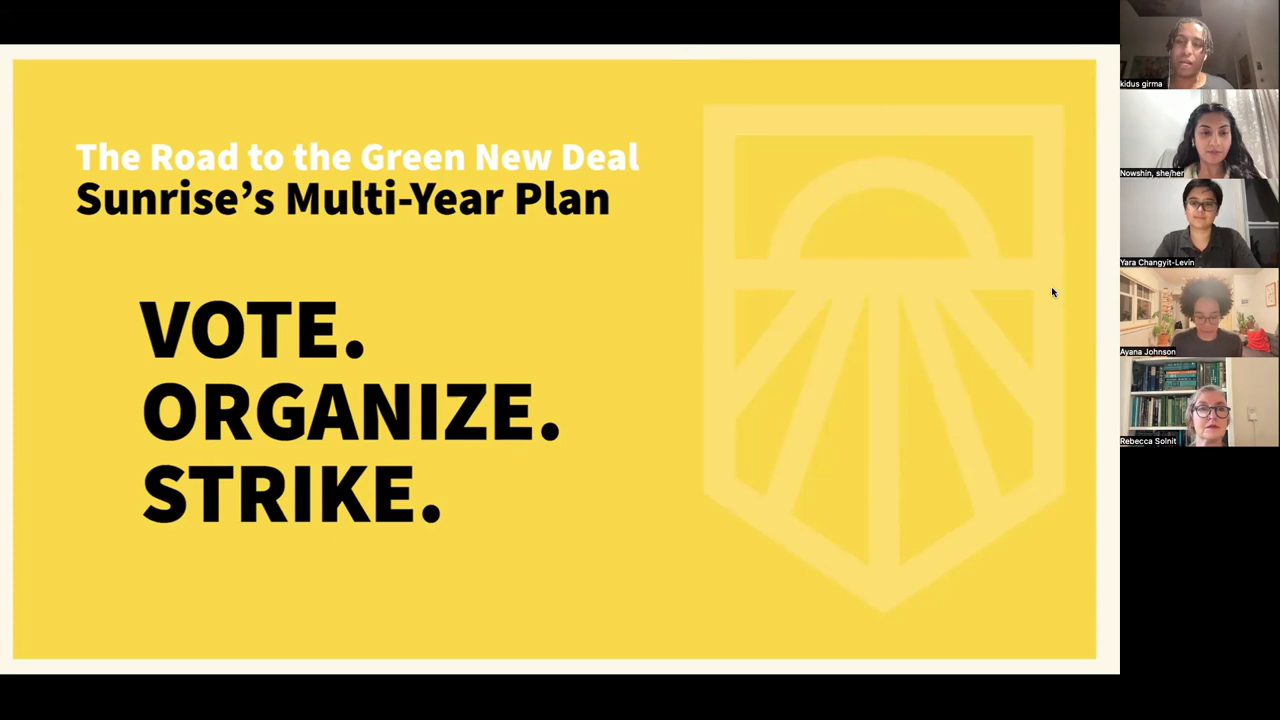 The Road to the Green New Deal
Sunrise’s Multi-Year Plan
VOTE.
ORGANIZE.
STRIKE.
kidus girma
Nowshin, she/her
Yara Changyit-Levin
Ayana Johnson
Rebecca Solnit